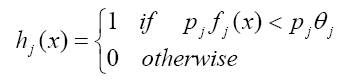 h_j(x) = { 1 if p_j f_j(x) < p_j θ_j
0 otherwise